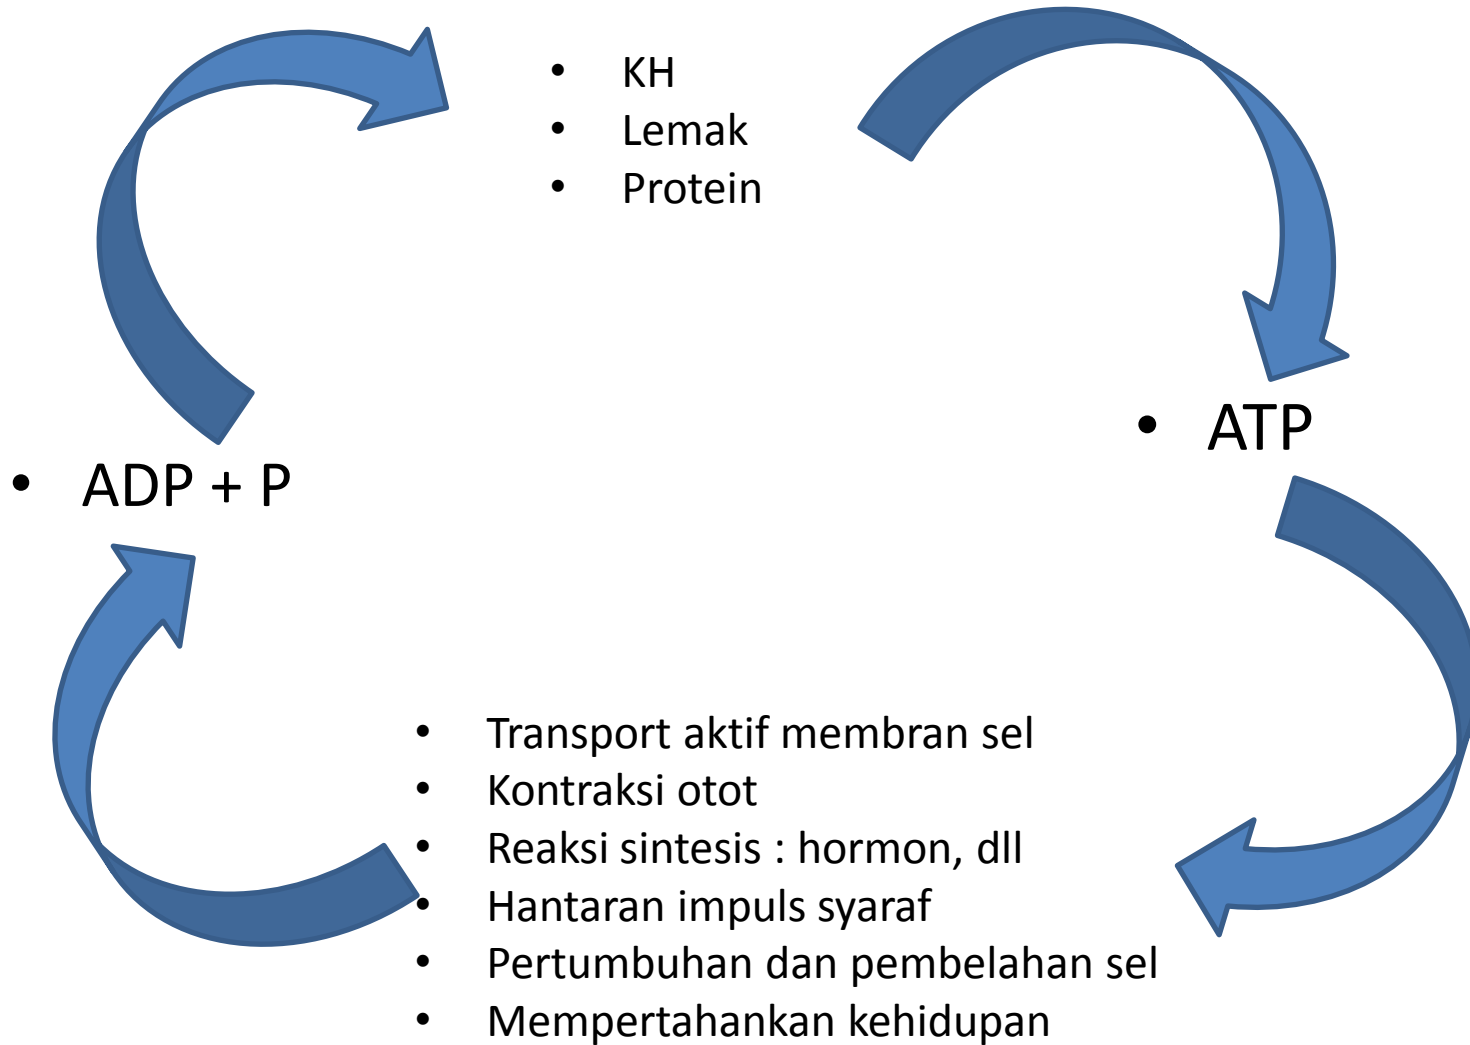 • KH
• Lemak
• Protein
• ATP
• ADP + P
• Transport aktif membran sel
• Kontraksi otot
• Reaksi sintesis : hormon, dll
• Hantaran impuls syaraf
• Pertumbuhan dan pembelahan sel
• Mempertahankan kehidupan